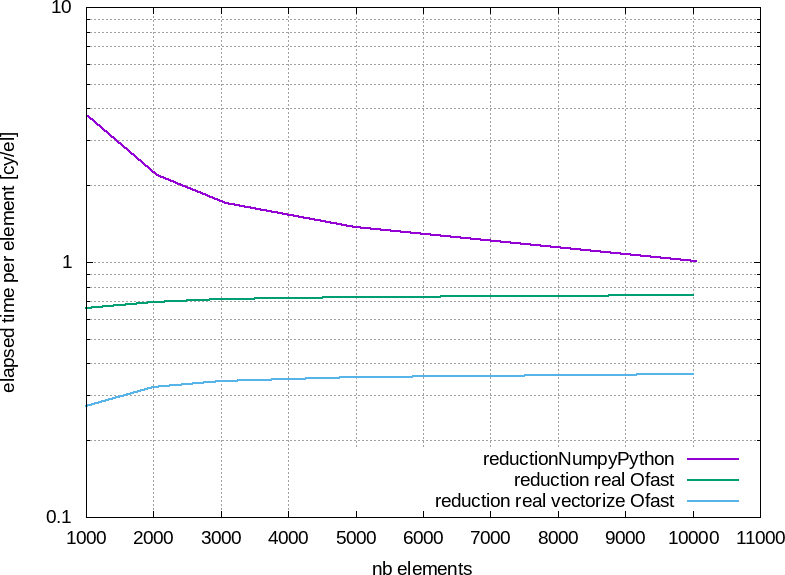 10
1
0.1
elapsed time per element [cy/el]
reductionNumpyPython
reduction real Ofast
reduction real vectorize Ofast
1000 2000 3000 4000 5000 6000 7000 8000 9000 10000 11000
nb elements